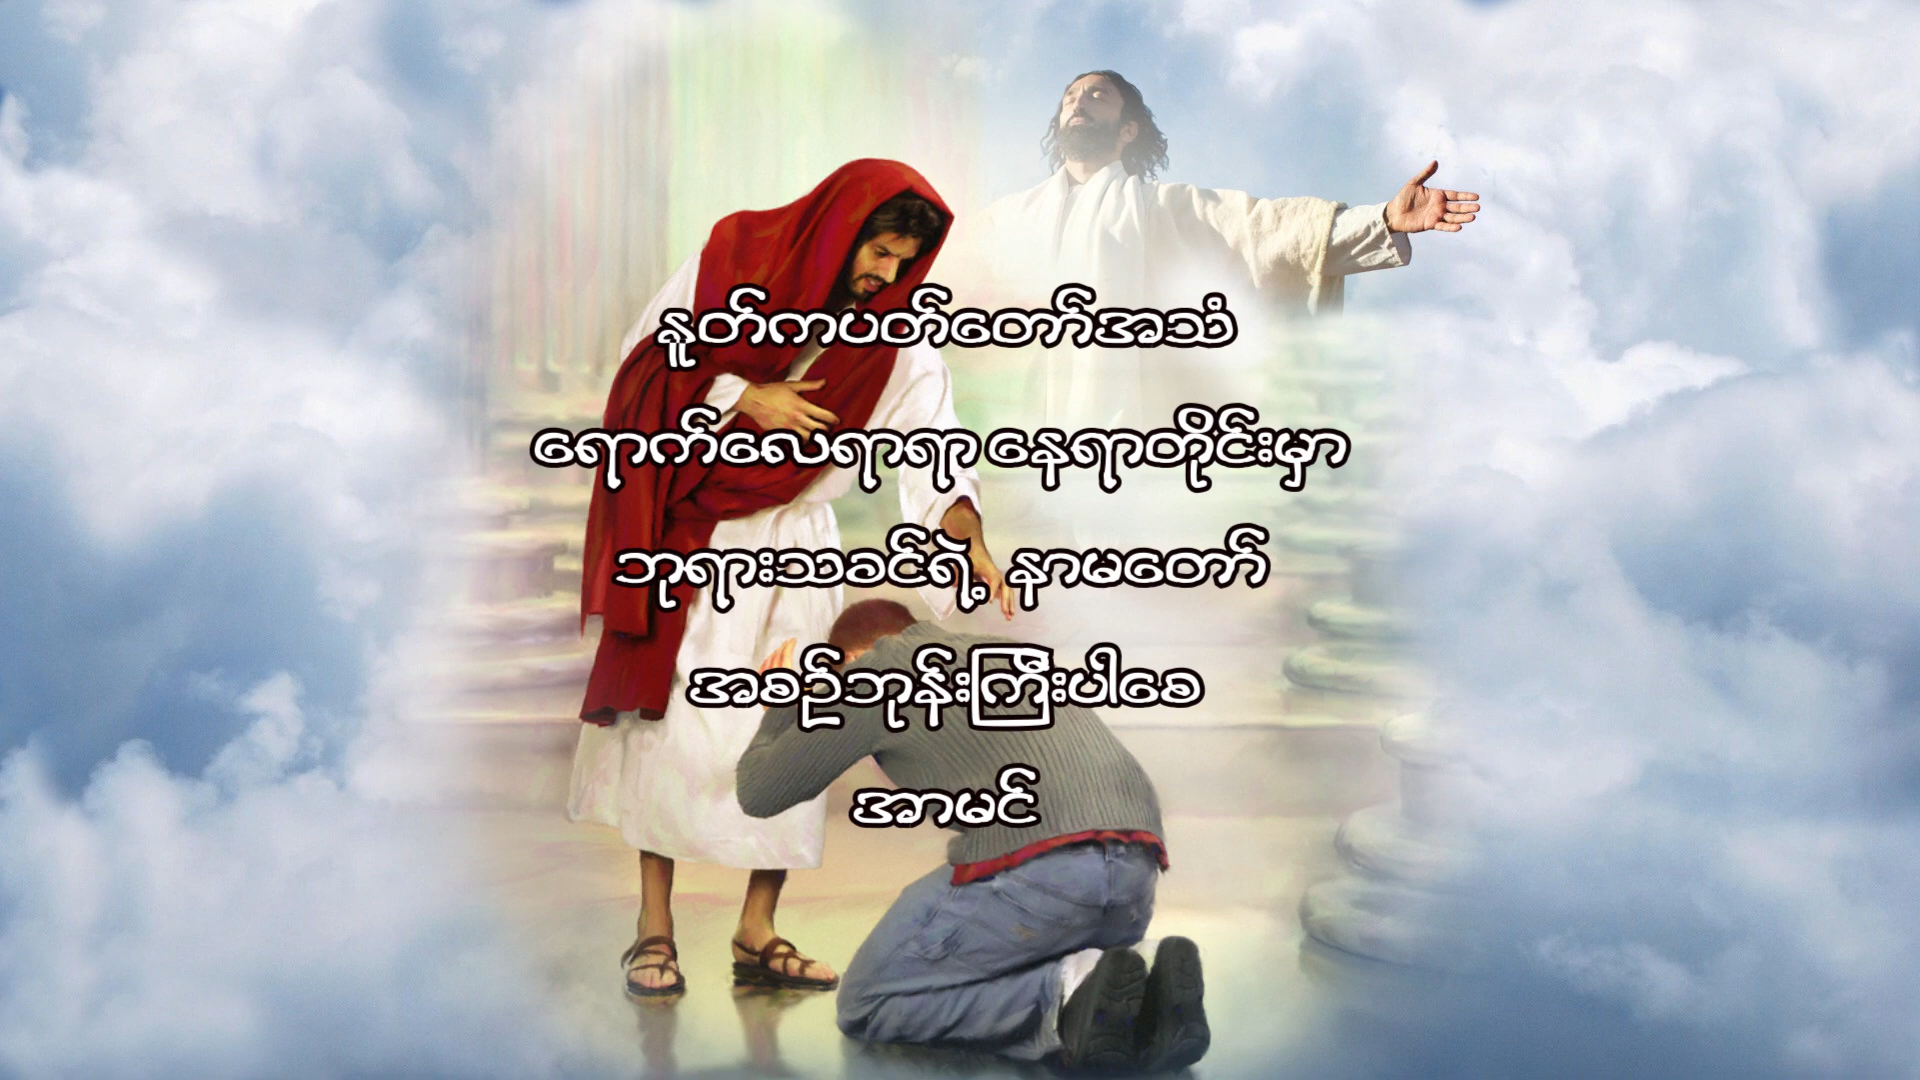 နှုတ်ကပတ်တော်အသံ
ရောက်လေရာရာ နေရာတိုင်းမှာ
ဘုရားသခင်ရဲ့ နာမတော်
အစဉ်ဘုန်းကြီးပါစေ
အာမင်